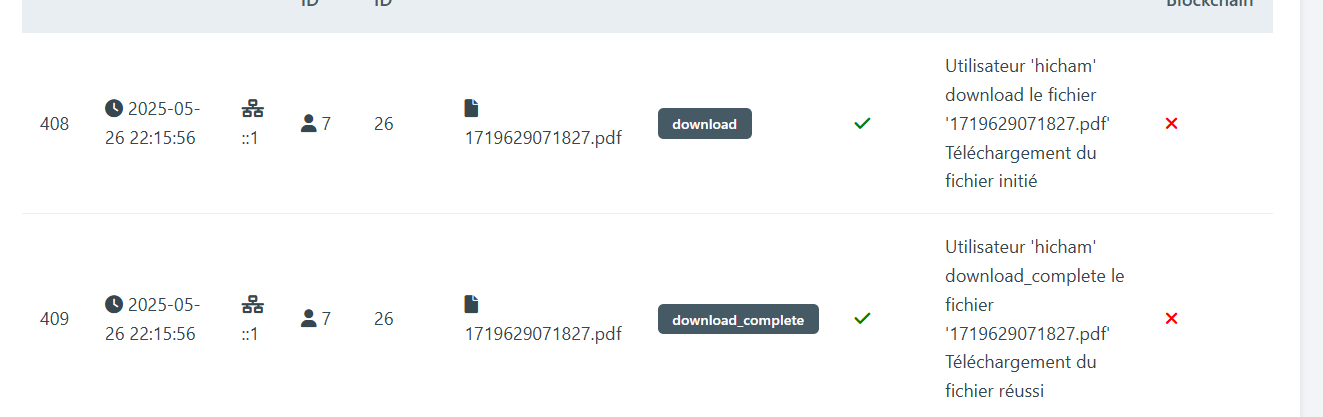 ID
ID
Blockchain
408
2025-05-
26 22:15:56
::1
7
26
1719629071827.pdf
download
Utilisateur 'hicham'
download le fichier
'1719629071827.pdf'
Téléchargement du
fichier initié
409
2025-05-
26 22:15:56
::1
7
26
1719629071827.pdf
download_complete
Utilisateur 'hicham'
download_complete le
fichier
'1719629071827.pdf'
Téléchargement du
fichier réussi